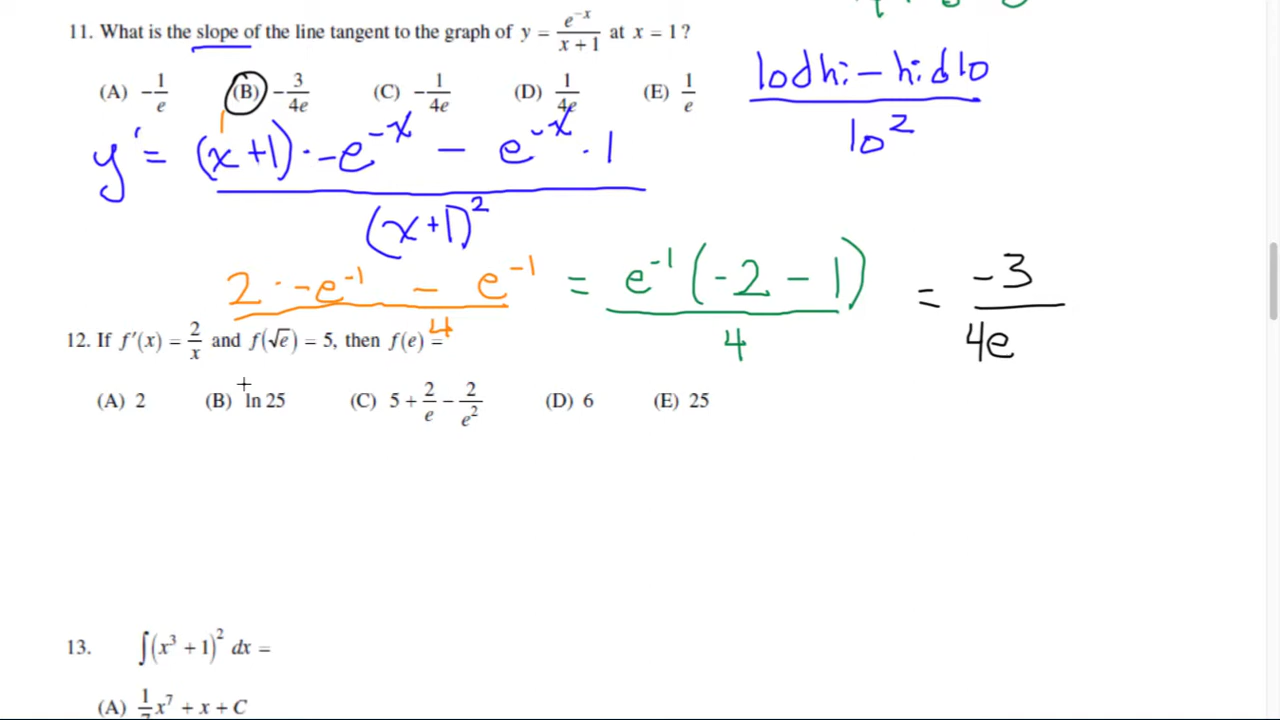 11. What is the slope of the line tangent to the graph of y = e^{-x}/(x + 1) at x = 1?
lodhi – hidlo
lo²
(A) -1/e (B) -3/(4e) (C) -1/(4e) (D) 1/(4e) (E) 1/e
y' = ((x+1) · -e^{-x} – e^{-x} · 1)/(x+1)²
(2 · -e^{-1} – e^{-1})/4 = e^{-1}(-2 – 1)/4 = -3/(4e)
12. If f'(x) = 2/x and f(√e) = 5, then f(e) =
(A) 2 (B) ln 25 (C) 5 + 2/e - 2/e² (D) 6 (E) 25
13. ∫(x³ + 1)² dx =
(A) 1/7 x⁷ + x + C